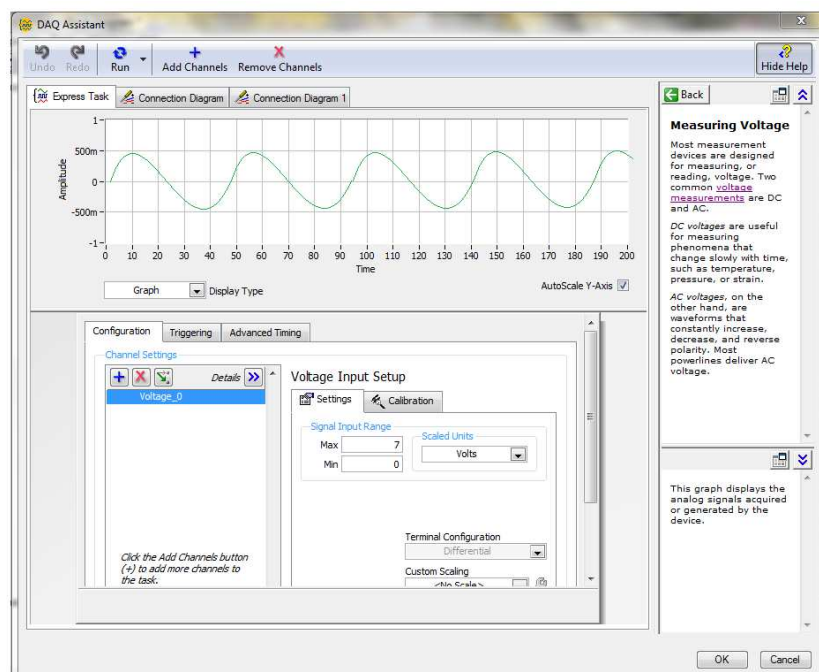 DAQ Assistant
x
Undo Redo Run Add Channels Remove Channels Hide Help
Express Task Connection Diagram Connection Diagram 1
1
500m
0
-500m
-1
Amplitude
0 10 20 30 40 50 60 70 80 90 100 110 120 130 140 150 160 170 180 190 200
Time
Graph Display Type AutoScale Y-Axis
Configuration Triggering Advanced Timing
Channel Settings
Details
Voltage_0
Click the Add Channels button
(+) to add more channels to
the task.
Voltage Input Setup
Settings Calibration
Signal Input Range
Max 7
Min 0
Scaled Units
Volts
Terminal Configuration
Differential
Custom Scaling
<No Scale>
Back
Measuring Voltage
Most measurement
devices are designed
for measuring, or
reading, voltage. Two
common voltage
measurements are DC
and AC.
DC voltages are useful
for measuring
phenomena that
change slowly with time,
such as temperature,
pressure, or strain.
AC voltages, on the
other hand, are
waveforms that
constantly increase,
decrease, and reverse
polarity. Most
powerlines deliver AC
voltage.
This graph displays the
analog signals acquired
or generated by the
device.
OK Cancel